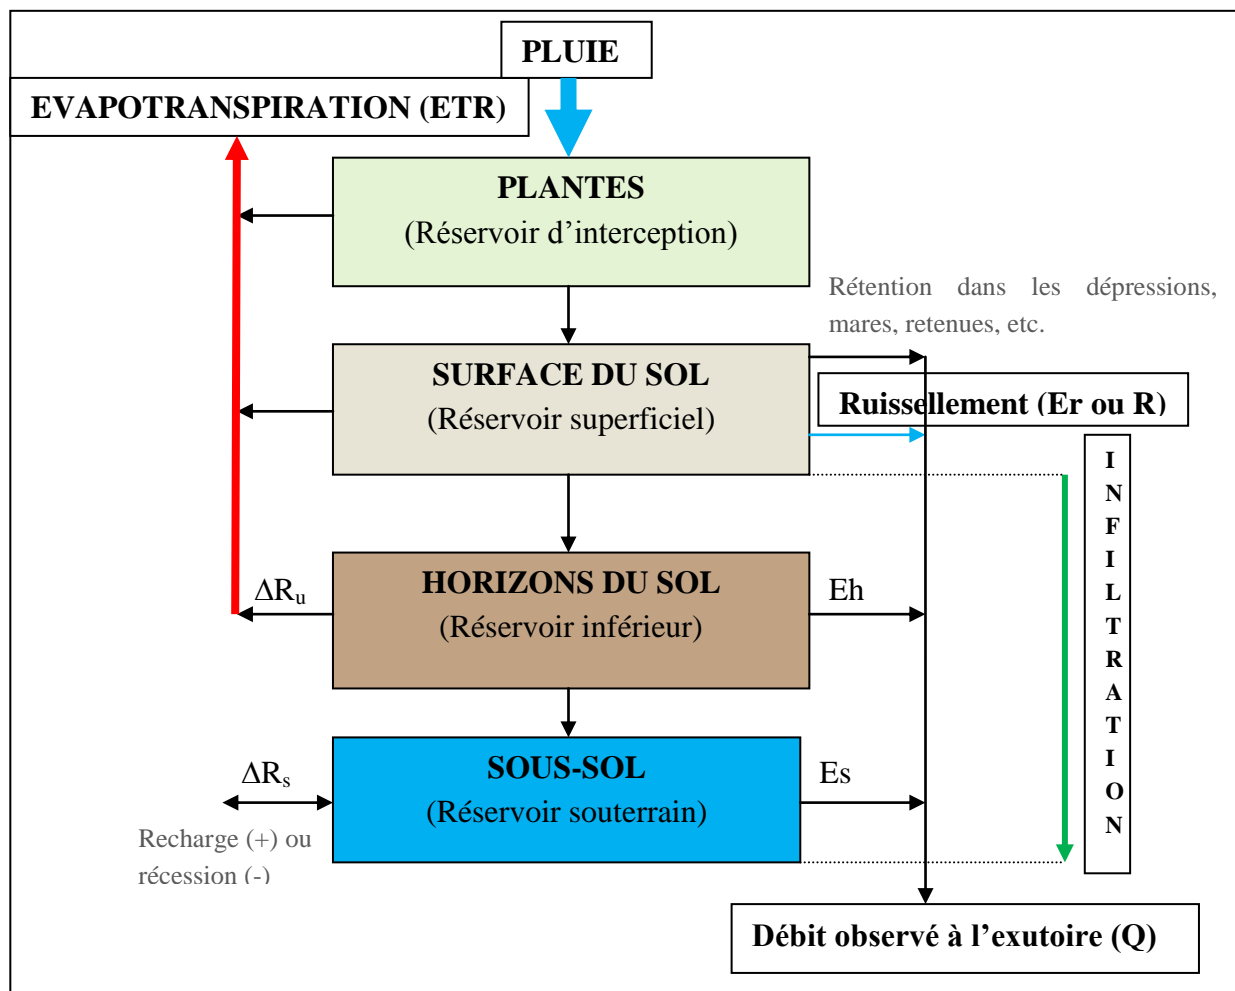 PLUIE
EVAPOTRANSPIRATION (ETR)
PLANTES
(Réservoir d’interception)
Rétention dans les dépressions,
mares, retenues, etc.
SURFACE DU SOL
(Réservoir superficiel)
Ruissellement (Er ou R)
INFILTRATION
HORIZONS DU SOL
(Réservoir inférieur)
ΔRu
Eh
SOUS-SOL
(Réservoir souterrain)
ΔRs
Es
Recharge (+) ou
récession (-)
Débit observé à l’exutoire (Q)